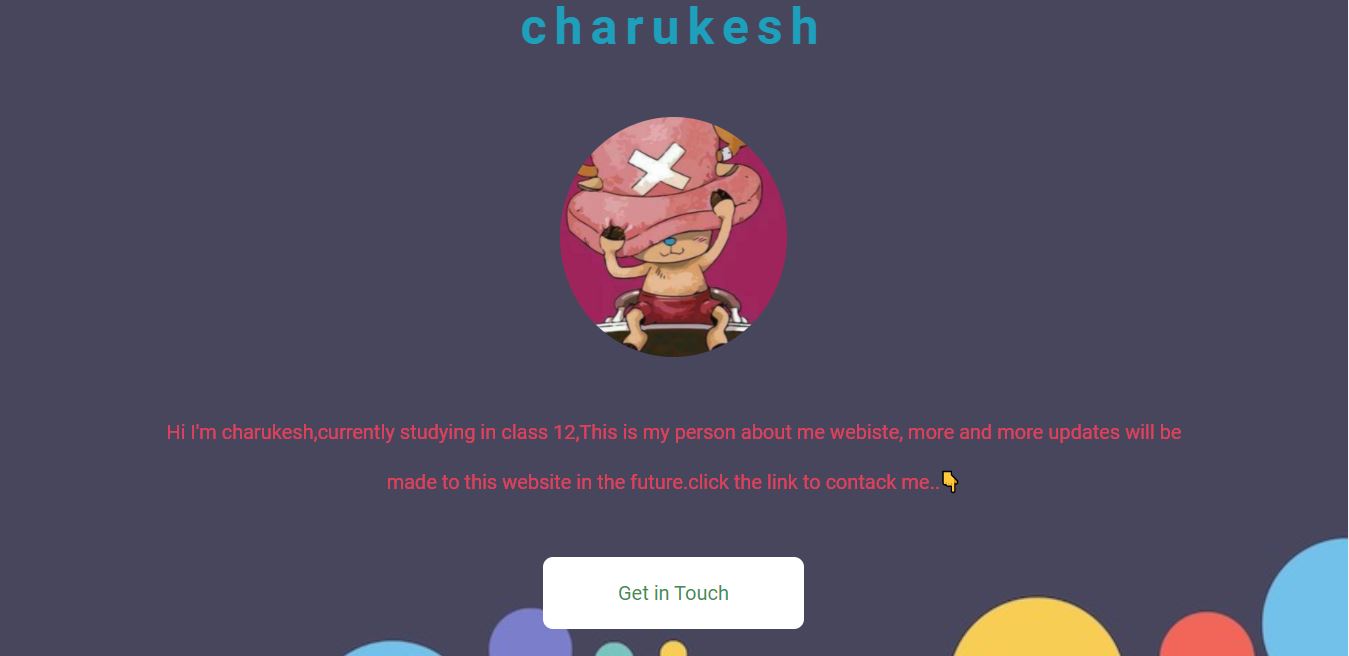 charukesh
Hi I'm charukesh,currently studying in class 12,This is my person about me webiste, more and more updates will be
made to this website in the future.click the link to contack me..👇
Get in Touch